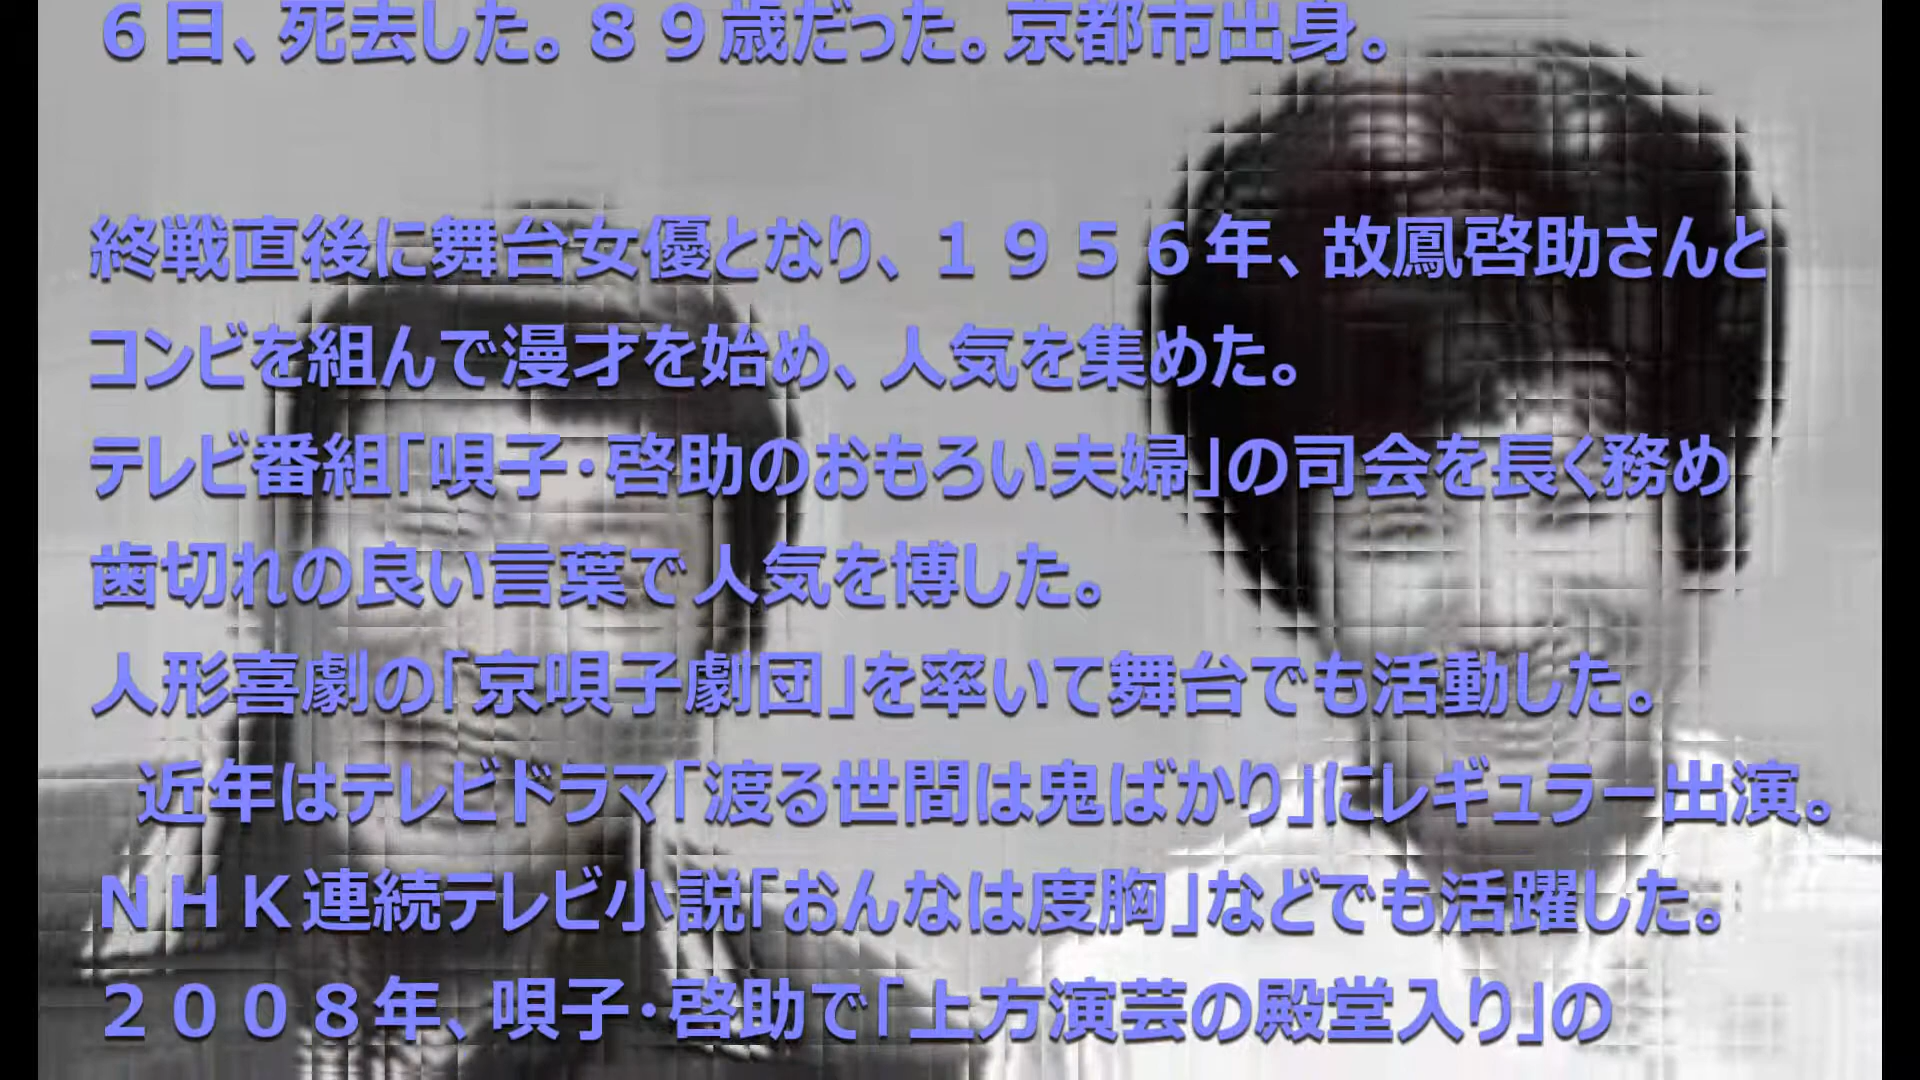 ６日、死去した。８９歳だった。京都市出身。
終戦直後に舞台女優となり、１９５６年、故鳳啓助さんと
コンビを組んで漫才を始め、人気を集めた。
テレビ番組「唄子・啓助のおもろい夫婦」の司会を長く務め
歯切れの良い言葉で人気を博した。
人形喜劇の「京唄子劇団」を率いて舞台でも活動した。
近年はテレビドラマ「渡る世間は鬼ばかり」にレギュラー出演。
ＮＨＫ連続テレビ小説「おんなは度胸」などでも活躍した。
２００８年、唄子・啓助で「上方演芸の殿堂入り」の